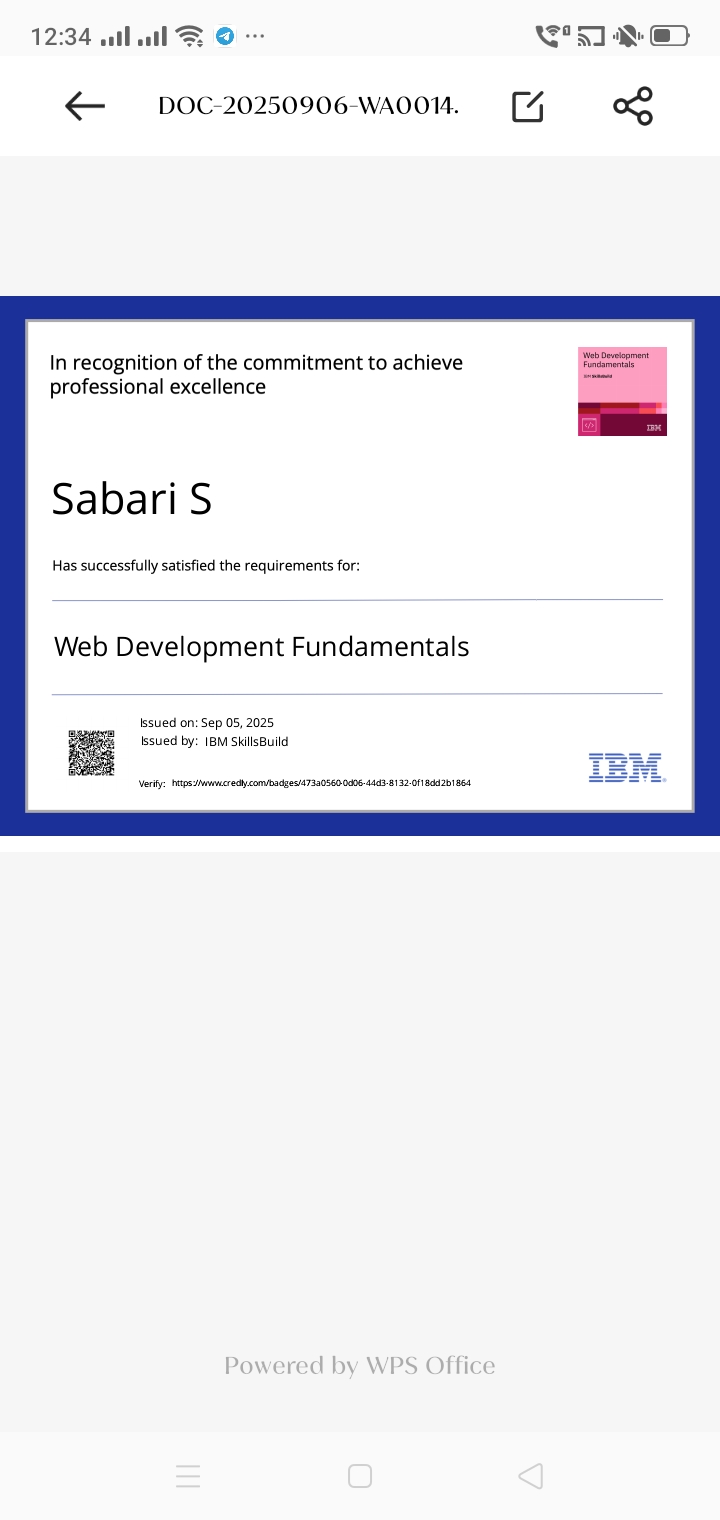 12:34
DOC-20250906-WA0014.
In recognition of the commitment to achieve
professional excellence
Web Development
Fundamentals
IBM SkillsBuild
</>
IBM
Sabari S
Has successfully satisfied the requirements for:
Web Development Fundamentals
Issued on: Sep 05, 2025
Issued by: IBM SkillsBuild
Verify: https://www.credly.com/badges/473a0560-0d06-44d3-8132-0f18dd2b1864
IBM
Powered by WPS Office